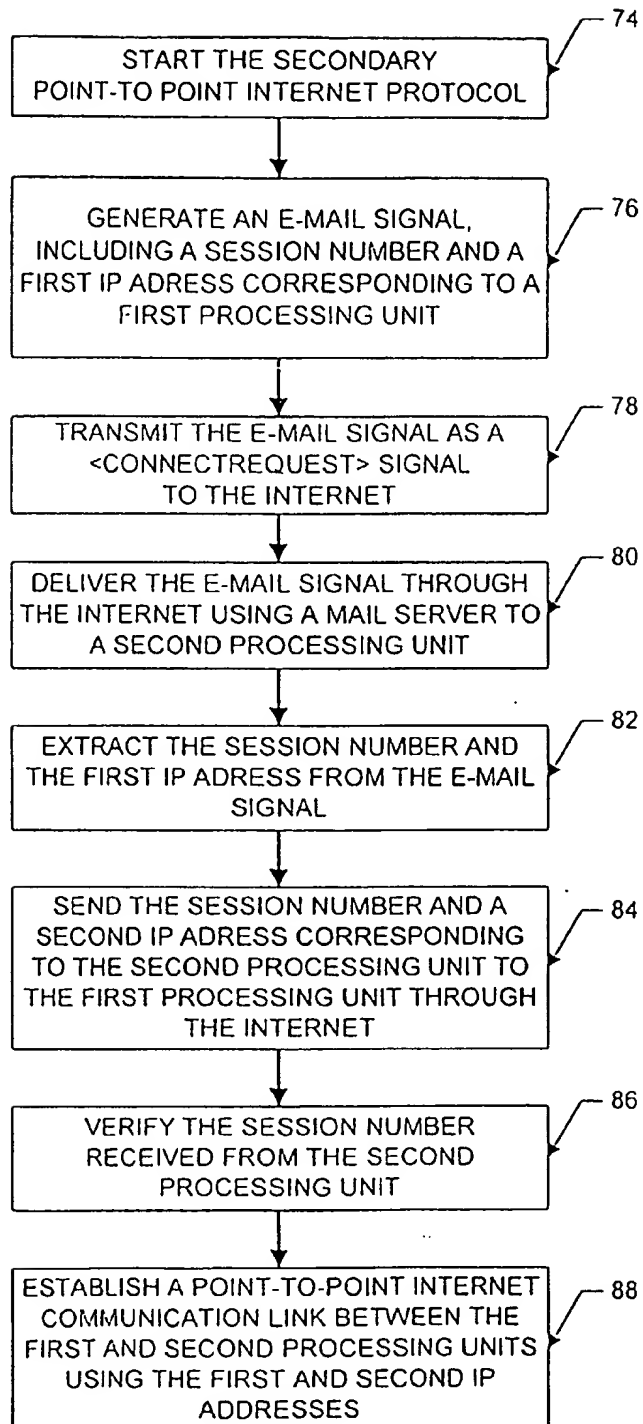 74
START THE SECONDARY
POINT-TO POINT INTERNET PROTOCOL
76
GENERATE AN E-MAIL SIGNAL,
INCLUDING A SESSION NUMBER AND A
FIRST IP ADRESS CORRESPONDING TO A
FIRST PROCESSING UNIT
78
TRANSMIT THE E-MAIL SIGNAL AS A
<CONNECTREQUEST> SIGNAL
TO THE INTERNET
80
DELIVER THE E-MAIL SIGNAL THROUGH
THE INTERNET USING A MAIL SERVER TO
A SECOND PROCESSING UNIT
82
EXTRACT THE SESSION NUMBER AND
THE FIRST IP ADRESS FROM THE E-MAIL
SIGNAL
84
SEND THE SESSION NUMBER AND A
SECOND IP ADRESS CORRESPONDING
TO THE SECOND PROCESSING UNIT TO
THE FIRST PROCESSING UNIT THROUGH
THE INTERNET
86
VERIFY THE SESSION NUMBER
RECEIVED FROM THE SECOND
PROCESSING UNIT
88
ESTABLISH A POINT-TO-POINT INTERNET
COMMUNICATION LINK BETWEEN THE
FIRST AND SECOND PROCESSING UNITS
USING THE FIRST AND SECOND IP
ADDRESSES